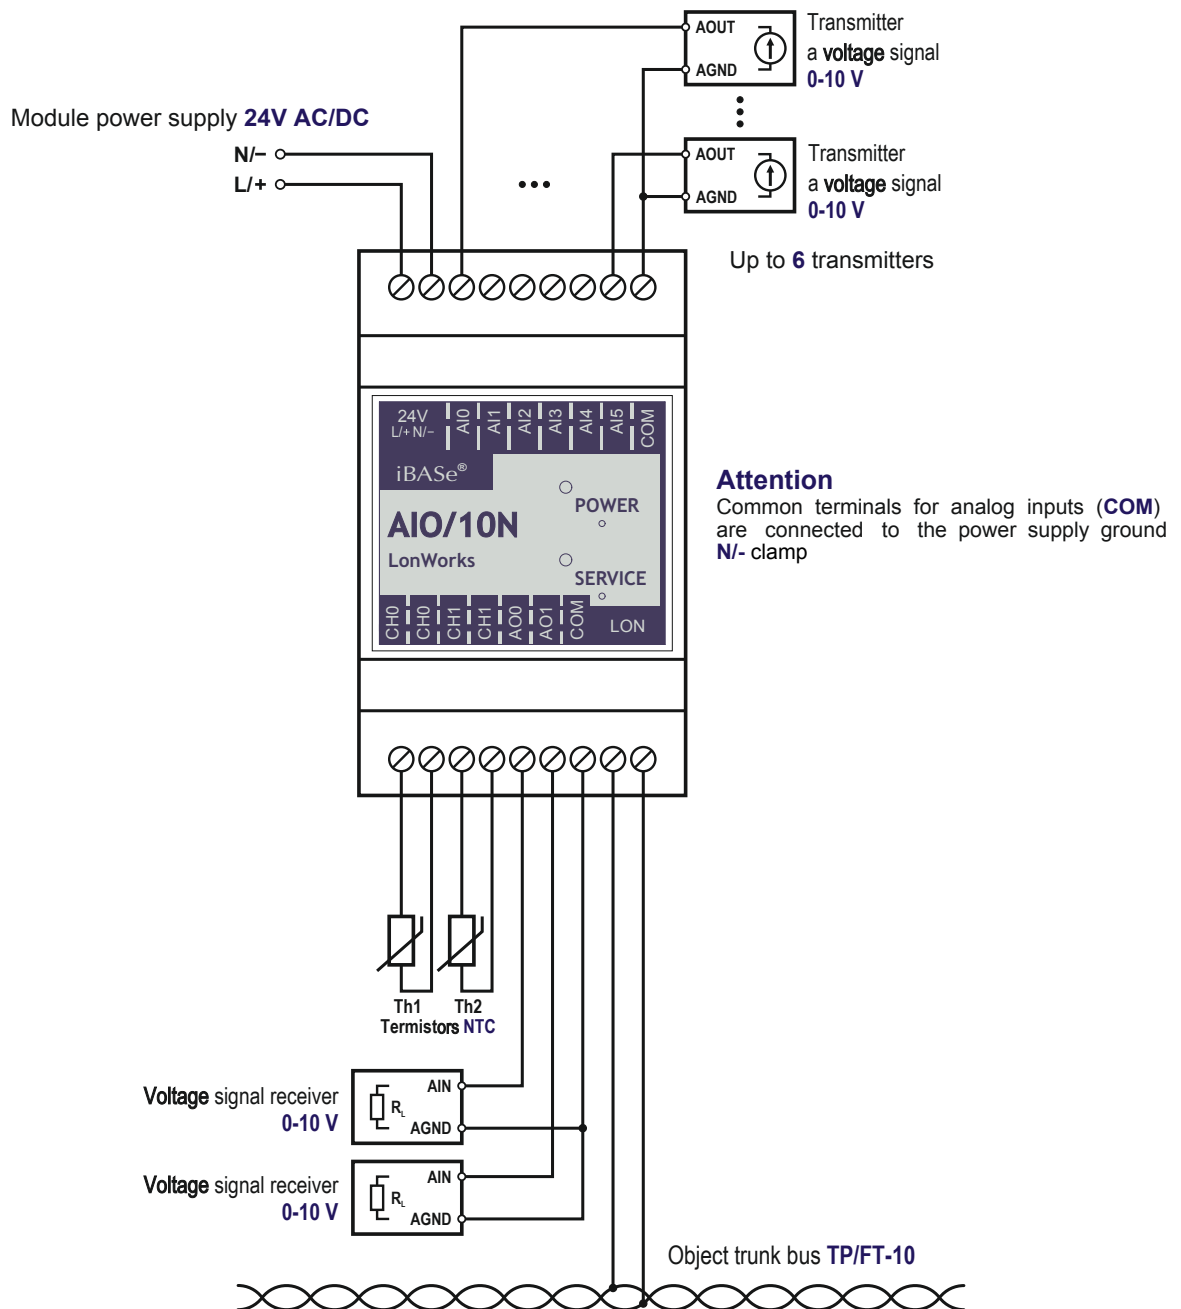 AOUT
AGND
Transmitter
a voltage signal
0-10 V
Module power supply 24V AC/DC
N/–
L/+
AOUT
AGND
Transmitter
a voltage signal
0-10 V
Up to 6 transmitters
24V
L/+ N/–
AI0
AI1
AI2
AI3
AI4
AI5
COM
iBASe®
POWER
AIO/10N
LonWorks
SERVICE
CH0
CH0
CH1
CH1
AO0
AO1
COM
LON
Attention
Common terminals for analog inputs (COM)
are connected to the power supply ground
N/- clamp
Th1
Th2
Termistors NTC
Voltage signal receiver
0-10 V
AIN
RL
AGND
Voltage signal receiver
0-10 V
AIN
RL
AGND
Object trunk bus TP/FT-10